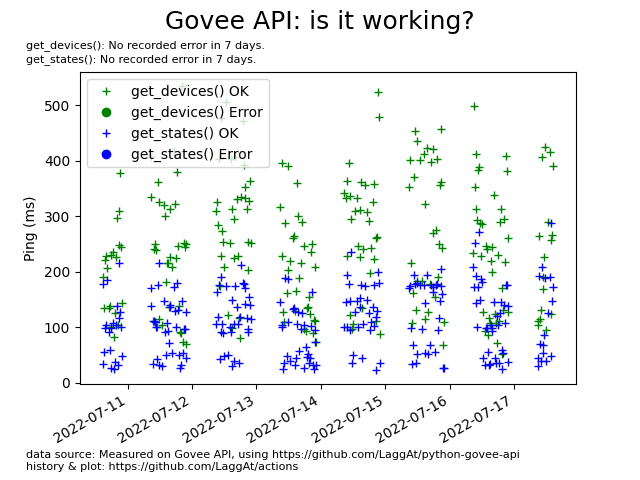 Govee API: is it working?
get_devices(): No recorded error in 7 days.
get_states(): No recorded error in 7 days.
get_devices() OK
get_devices() Error
get_states() OK
get_states() Error
Ping (ms)
500
400
300
200
100
0
2022-07-11
2022-07-12
2022-07-13
2022-07-14
2022-07-15
2022-07-16
2022-07-17
data source: Measured on Govee API, using https://github.com/LaggAt/python-govee-api
history & plot: https://github.com/LaggAt/actions